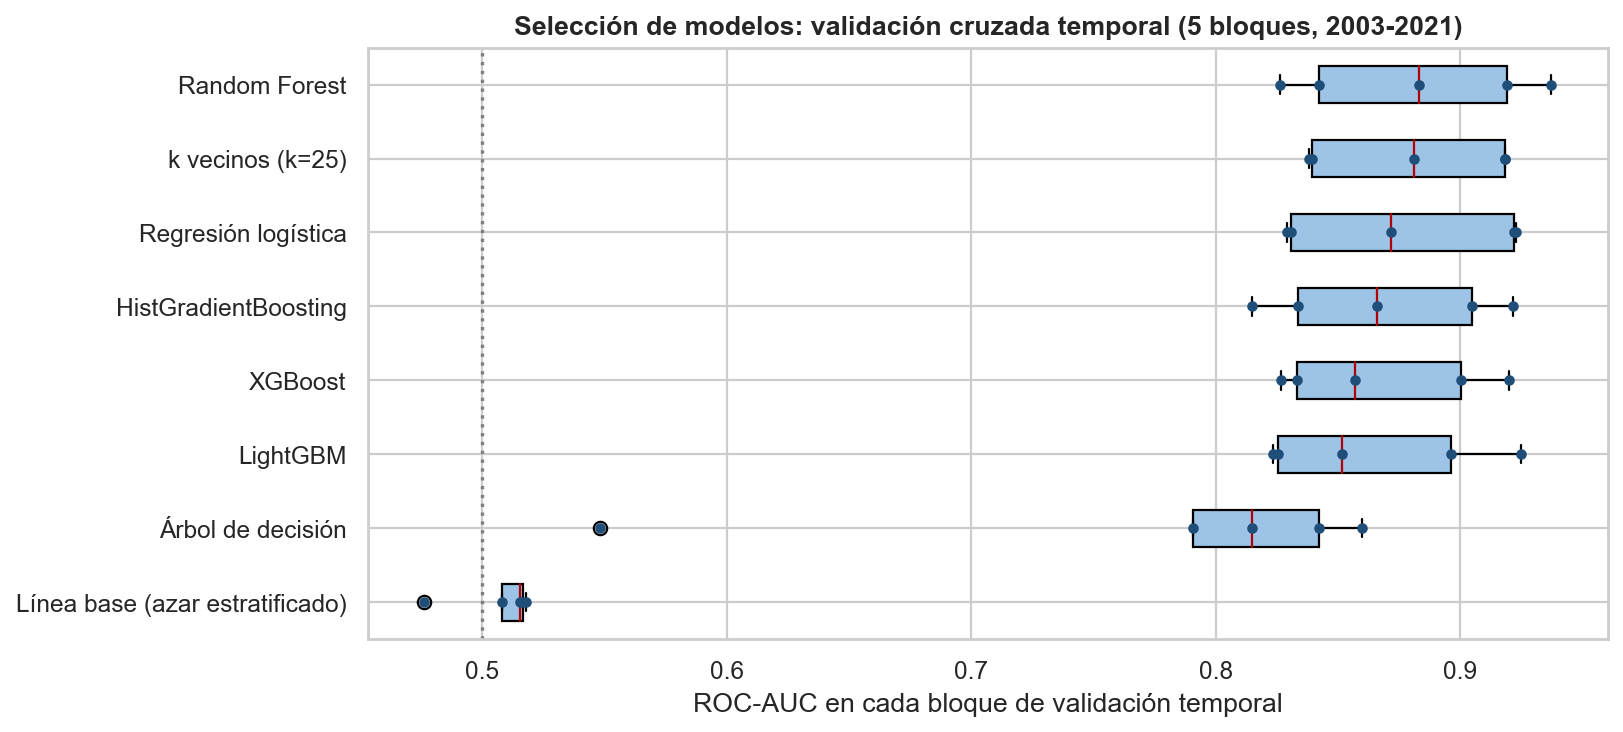 Selección de modelos: validación cruzada temporal (5 bloques, 2003-2021)
Random Forest
k vecinos (k=25)
Regresión logística
HistGradientBoosting
XGBoost
LightGBM
Árbol de decisión
Línea base (azar estratificado)
0.5 0.6 0.7 0.8 0.9
ROC-AUC en cada bloque de validación temporal